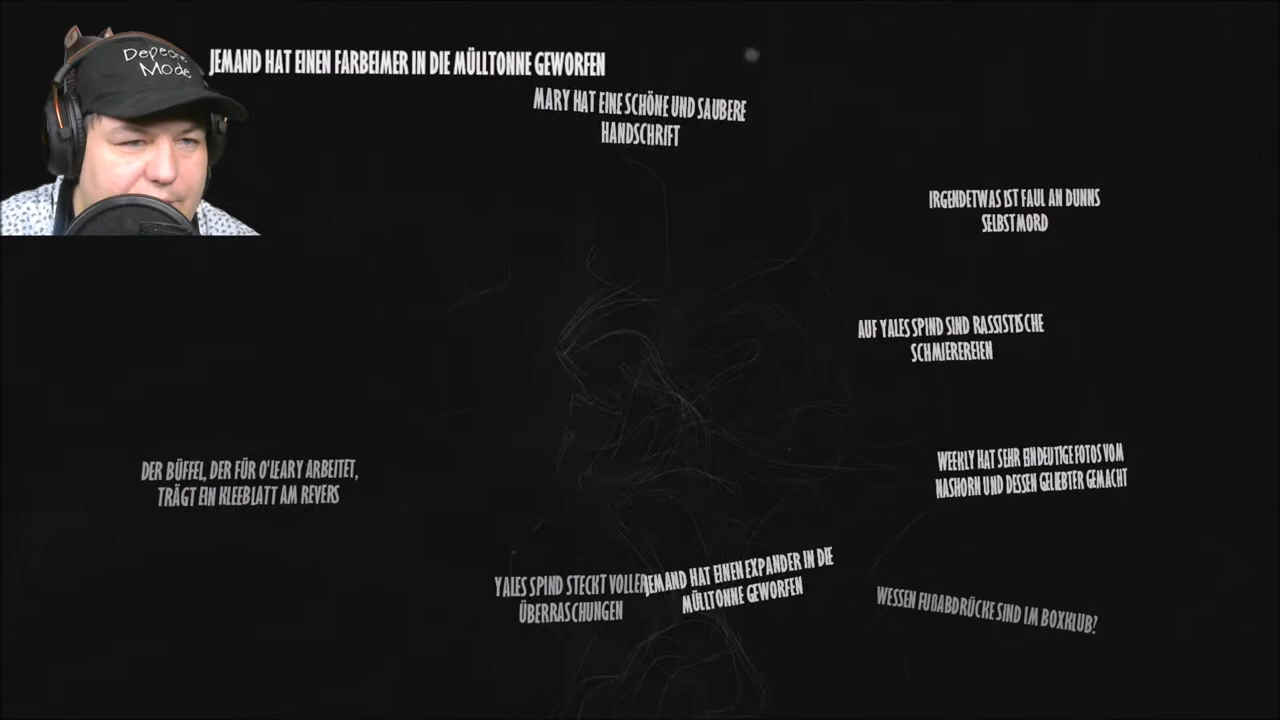 Depeche
Mode
JEMAND HAT EINEN FARBEIMER IN DIE MÜLLTONNE GEWORFEN
MARY HAT EINE SCHÖNE UND SAUBERE
HANDSCHRIFT
IRGENDETWAS IST FAUL AN DUNNS
SELBSTMORD
AUF YALES SPIND SIND RASSISTISCHE
SCHMIEREREIEN
DER BÜFFEL, DER FÜR O'LEARY ARBEITET,
TRÄGT EIN KLEEBLATT AM REVERS
WEEKLY HAT SEHR EINDEUTIGE FOTOS VOM
NASHORN UND DESSEN GELIEBTER GEMACHT
YALES SPIND STECKT VOLLER
ÜBERRASCHUNGEN
JEMAND HAT EINEN EXPANDER IN DIE
MÜLLTONNE GEWORFEN
WESSEN FUẞABDRÜCKE SIND IM BOXKLUB?